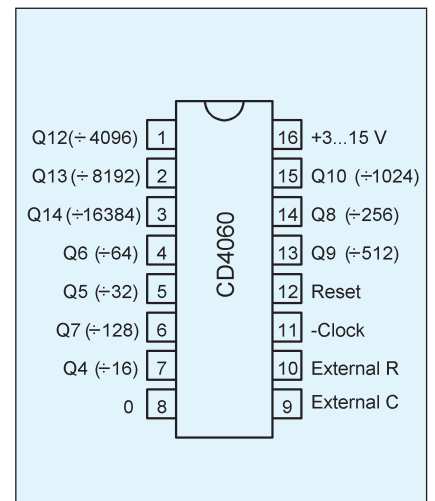 Q12(÷4096) 1
Q13(÷8192) 2
Q14(÷16384) 3
Q6 (÷64) 4
Q5 (÷32) 5
Q7 (÷128) 6
Q4 (÷16) 7
0 8
CD4060
16 +3...15 V
15 Q10 (÷1024)
14 Q8 (÷256)
13 Q9 (÷512)
12 Reset
11 -Clock
10 External R
9 External C